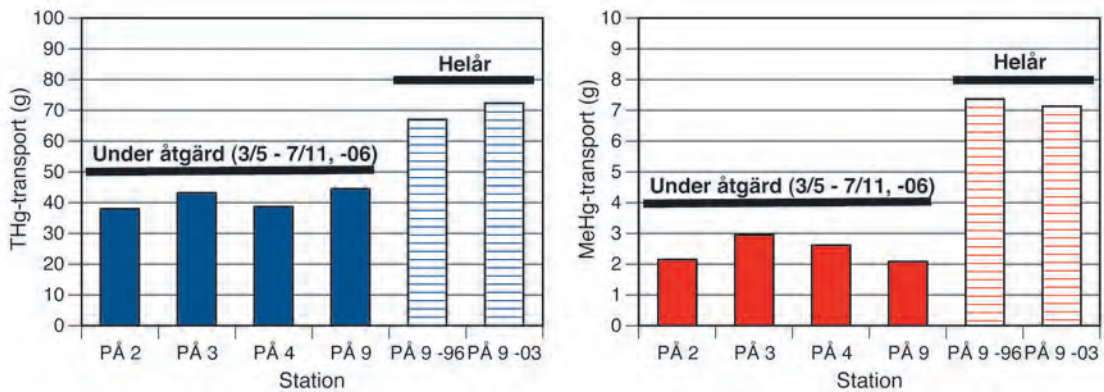 THg-transport (g)
100
90
80
70
60
50
40
30
20
10
0
Helår
Under åtgärd (3/5 - 7/11, -06)
PÅ 2 PÅ 3 PÅ 4 PÅ 9 PÅ 9 -96 PÅ 9 -03
Station
MeHg-transport (g)
10
9
8
7
6
5
4
3
2
1
0
Helår
Under åtgärd (3/5 - 7/11, -06)
PÅ 2 PÅ 3 PÅ 4 PÅ 9 PÅ 9 -96 PÅ 9 -03
Station